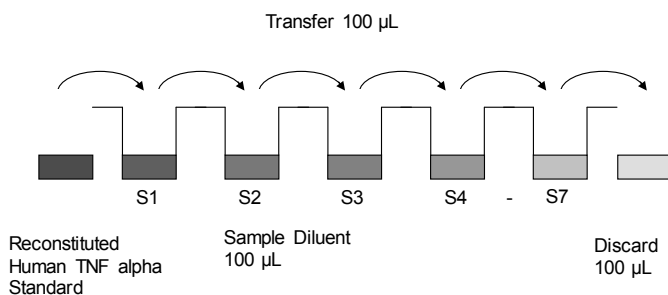 Transfer 100 µL
S1 S2 S3 S4 - S7
Reconstituted
Human TNF alpha
Standard
Sample Diluent
100 µL
Discard
100 µL